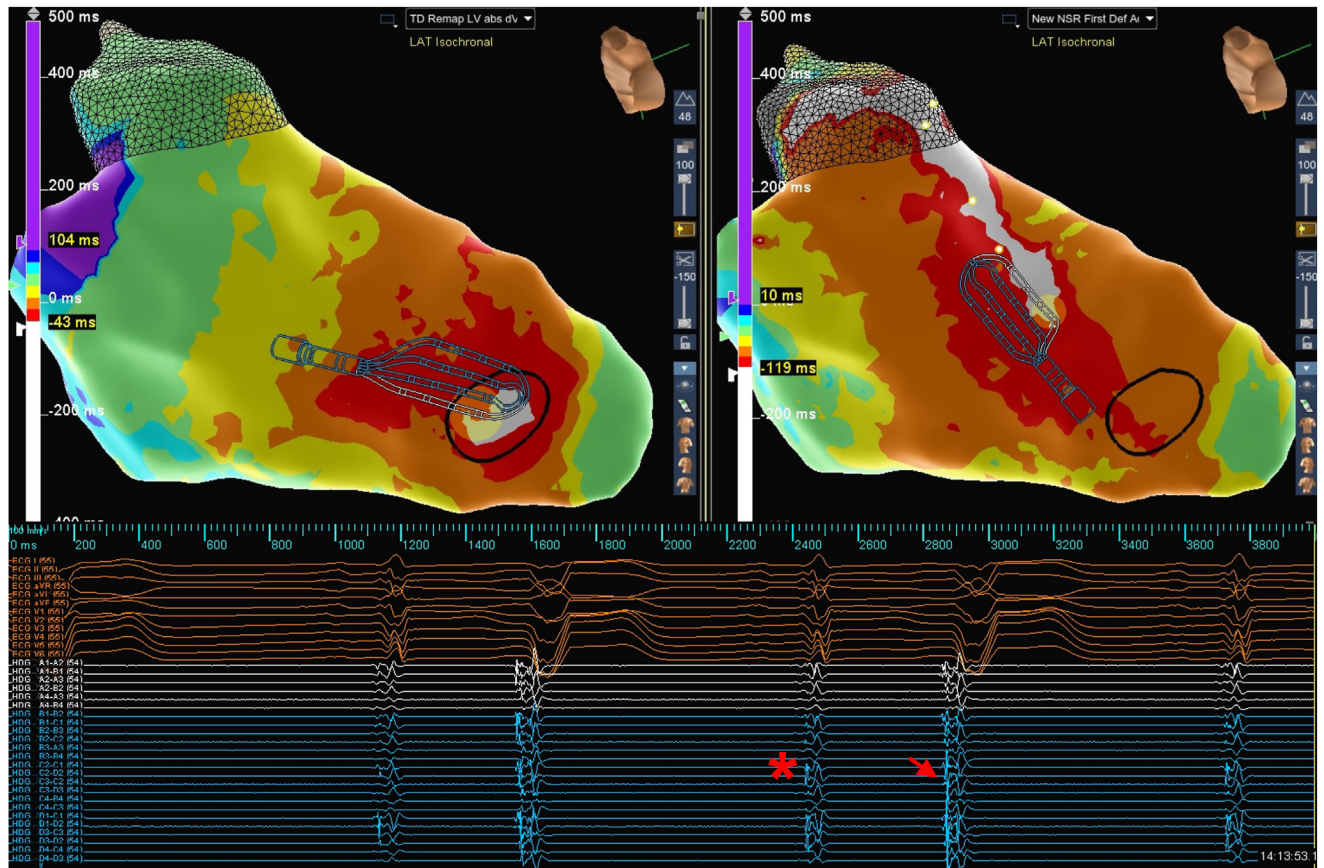 500 ms
TD Remap LV abs dV
LAT Isochronal
400 ms
48
100
200 ms
104 ms
0 ms
-43 ms
-150
-200 ms
500 ms
New NSR First Def A
LAT Isochronal
400 ms
48
100
200 ms
10 ms
-119 ms
-150
-200 ms
100 mm/s
0 ms 200 400 600 800 1000 1200 1400 1600 1800 2000 2200 2400 2600 2800 3000 3200 3400 3600 3800
ECG I (55)
ECG II (55)
ECG III (55)
ECG aVR (55)
ECG aVL (55)
ECG aVF (55)
ECG V1 (55)
ECG V2 (55)
ECG V3 (55)
ECG V4 (55)
ECG V5 (55)
ECG V6 (55)
HDG A1-A2 (54)
HDG A1-B1 (54)
HDG A2-A3 (54)
HDG A2-B2 (54)
HDG A4-A3 (54)
HDG A4-B4 (54)
HDG B1-B2 (54)
HDG B1-C1 (54)
HDG B2-B3 (54)
HDG B2-C2 (54)
HDG B3-A3 (54)
HDG B3-B4 (54)
HDG C2-C1 (54)
HDG C2-D2 (54)
HDG C3-C2 (54)
HDG C3-D3 (54)
HDG C4-B4 (54)
HDG C4-C3 (54)
HDG D1-C1 (54)
HDG D1-D2 (54)
HDG D3-C3 (54)
HDG D3-D2 (54)
HDG D4-C4 (54)
HDG D4-D3 (54)
*
14:13:53.1